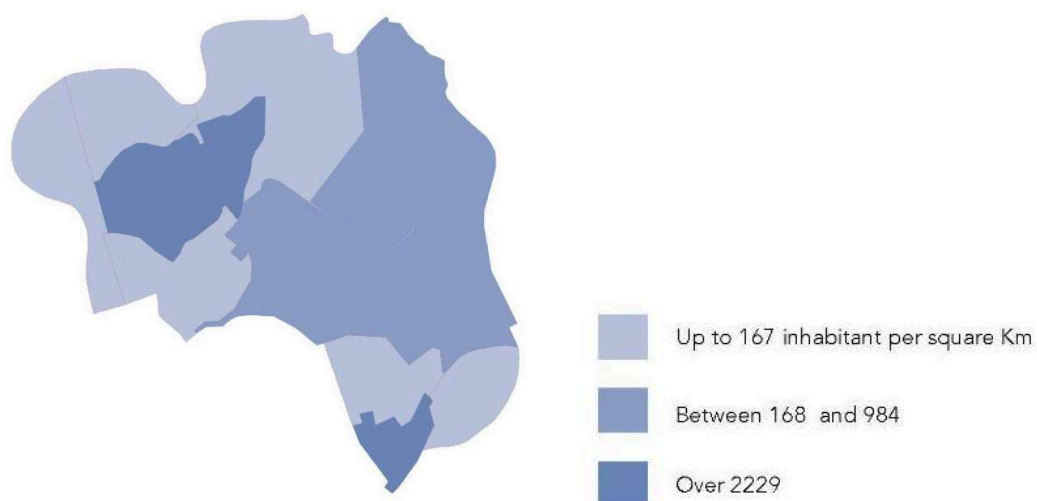 Up to 167 inhabitant per square Km
Between 168 and 984
Over 2229